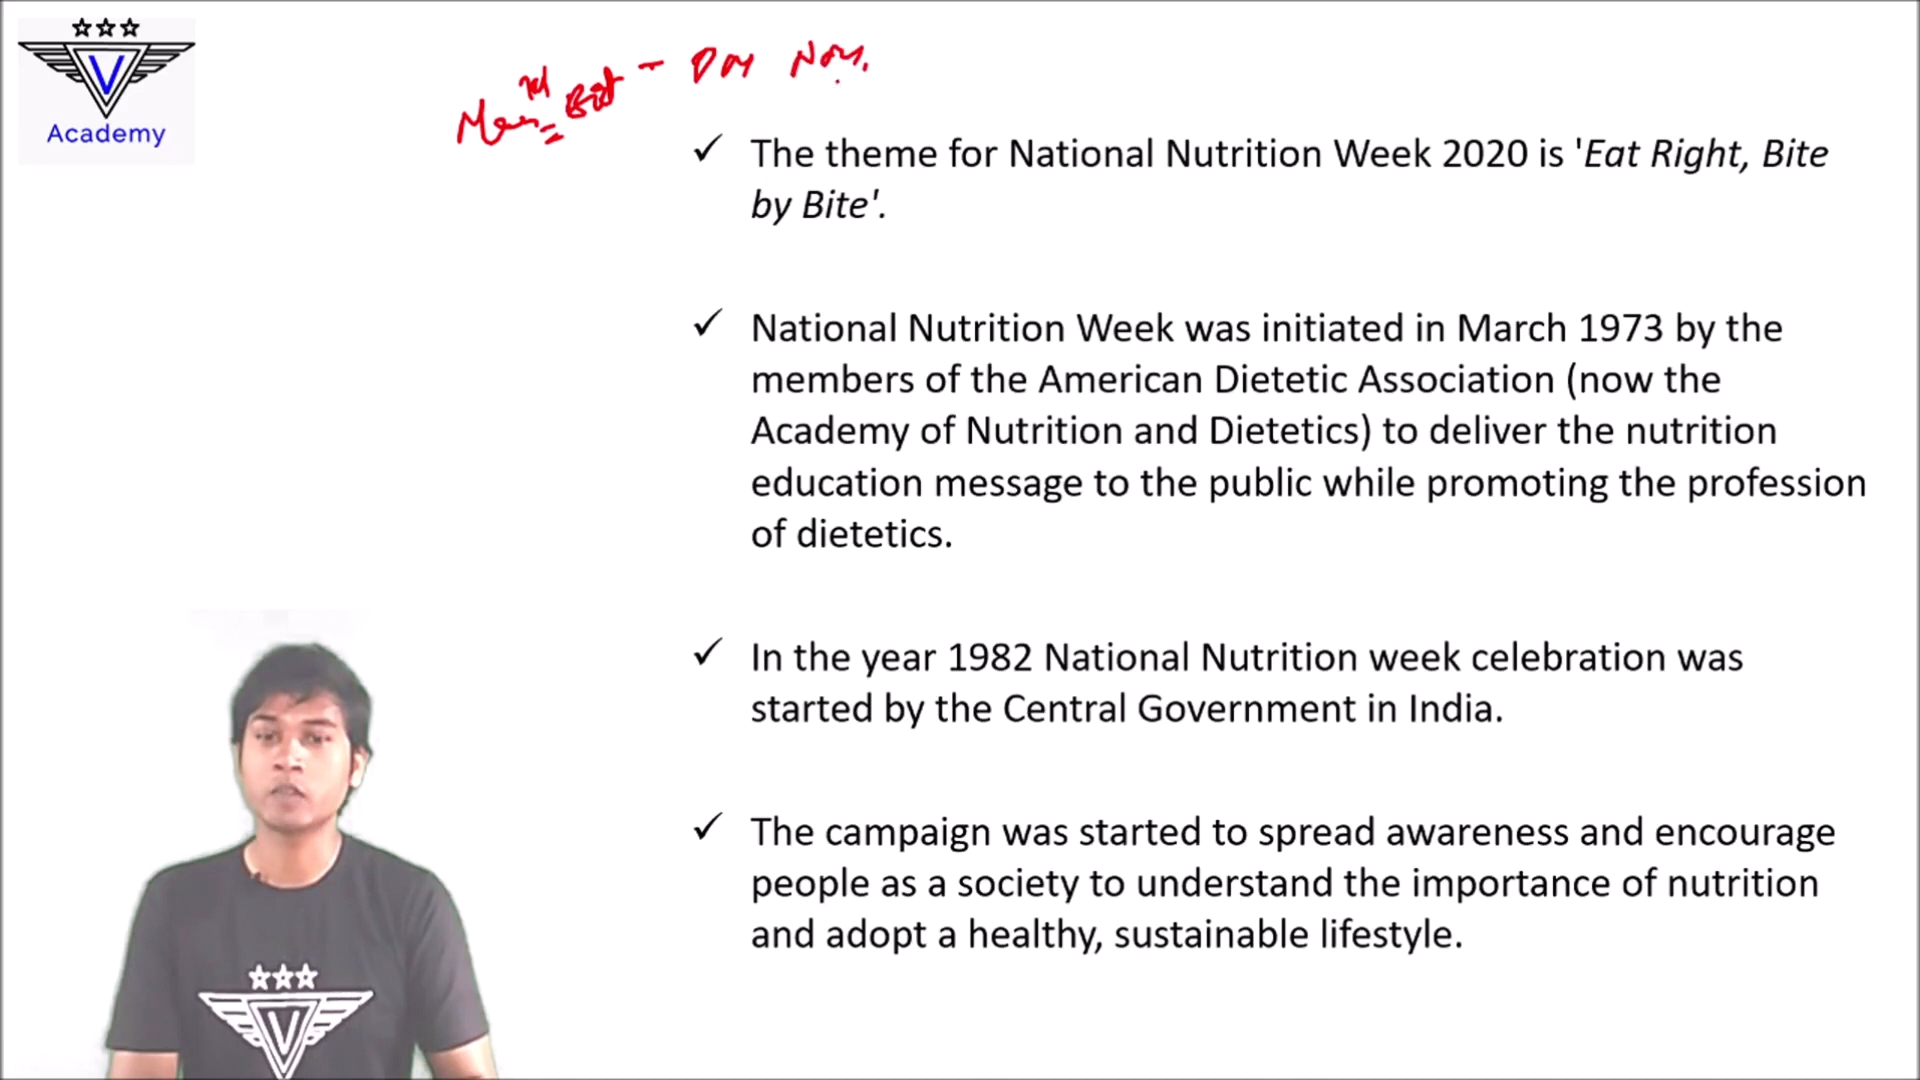 V
Academy
The theme for National Nutrition Week 2020 is 'Eat Right, Bite
by Bite'.
National Nutrition Week was initiated in March 1973 by the
members of the American Dietetic Association (now the
Academy of Nutrition and Dietetics) to deliver the nutrition
education message to the public while promoting the profession
of dietetics.
In the year 1982 National Nutrition week celebration was
started by the Central Government in India.
The campaign was started to spread awareness and encourage
people as a society to understand the importance of nutrition
and adopt a healthy, sustainable lifestyle.
V